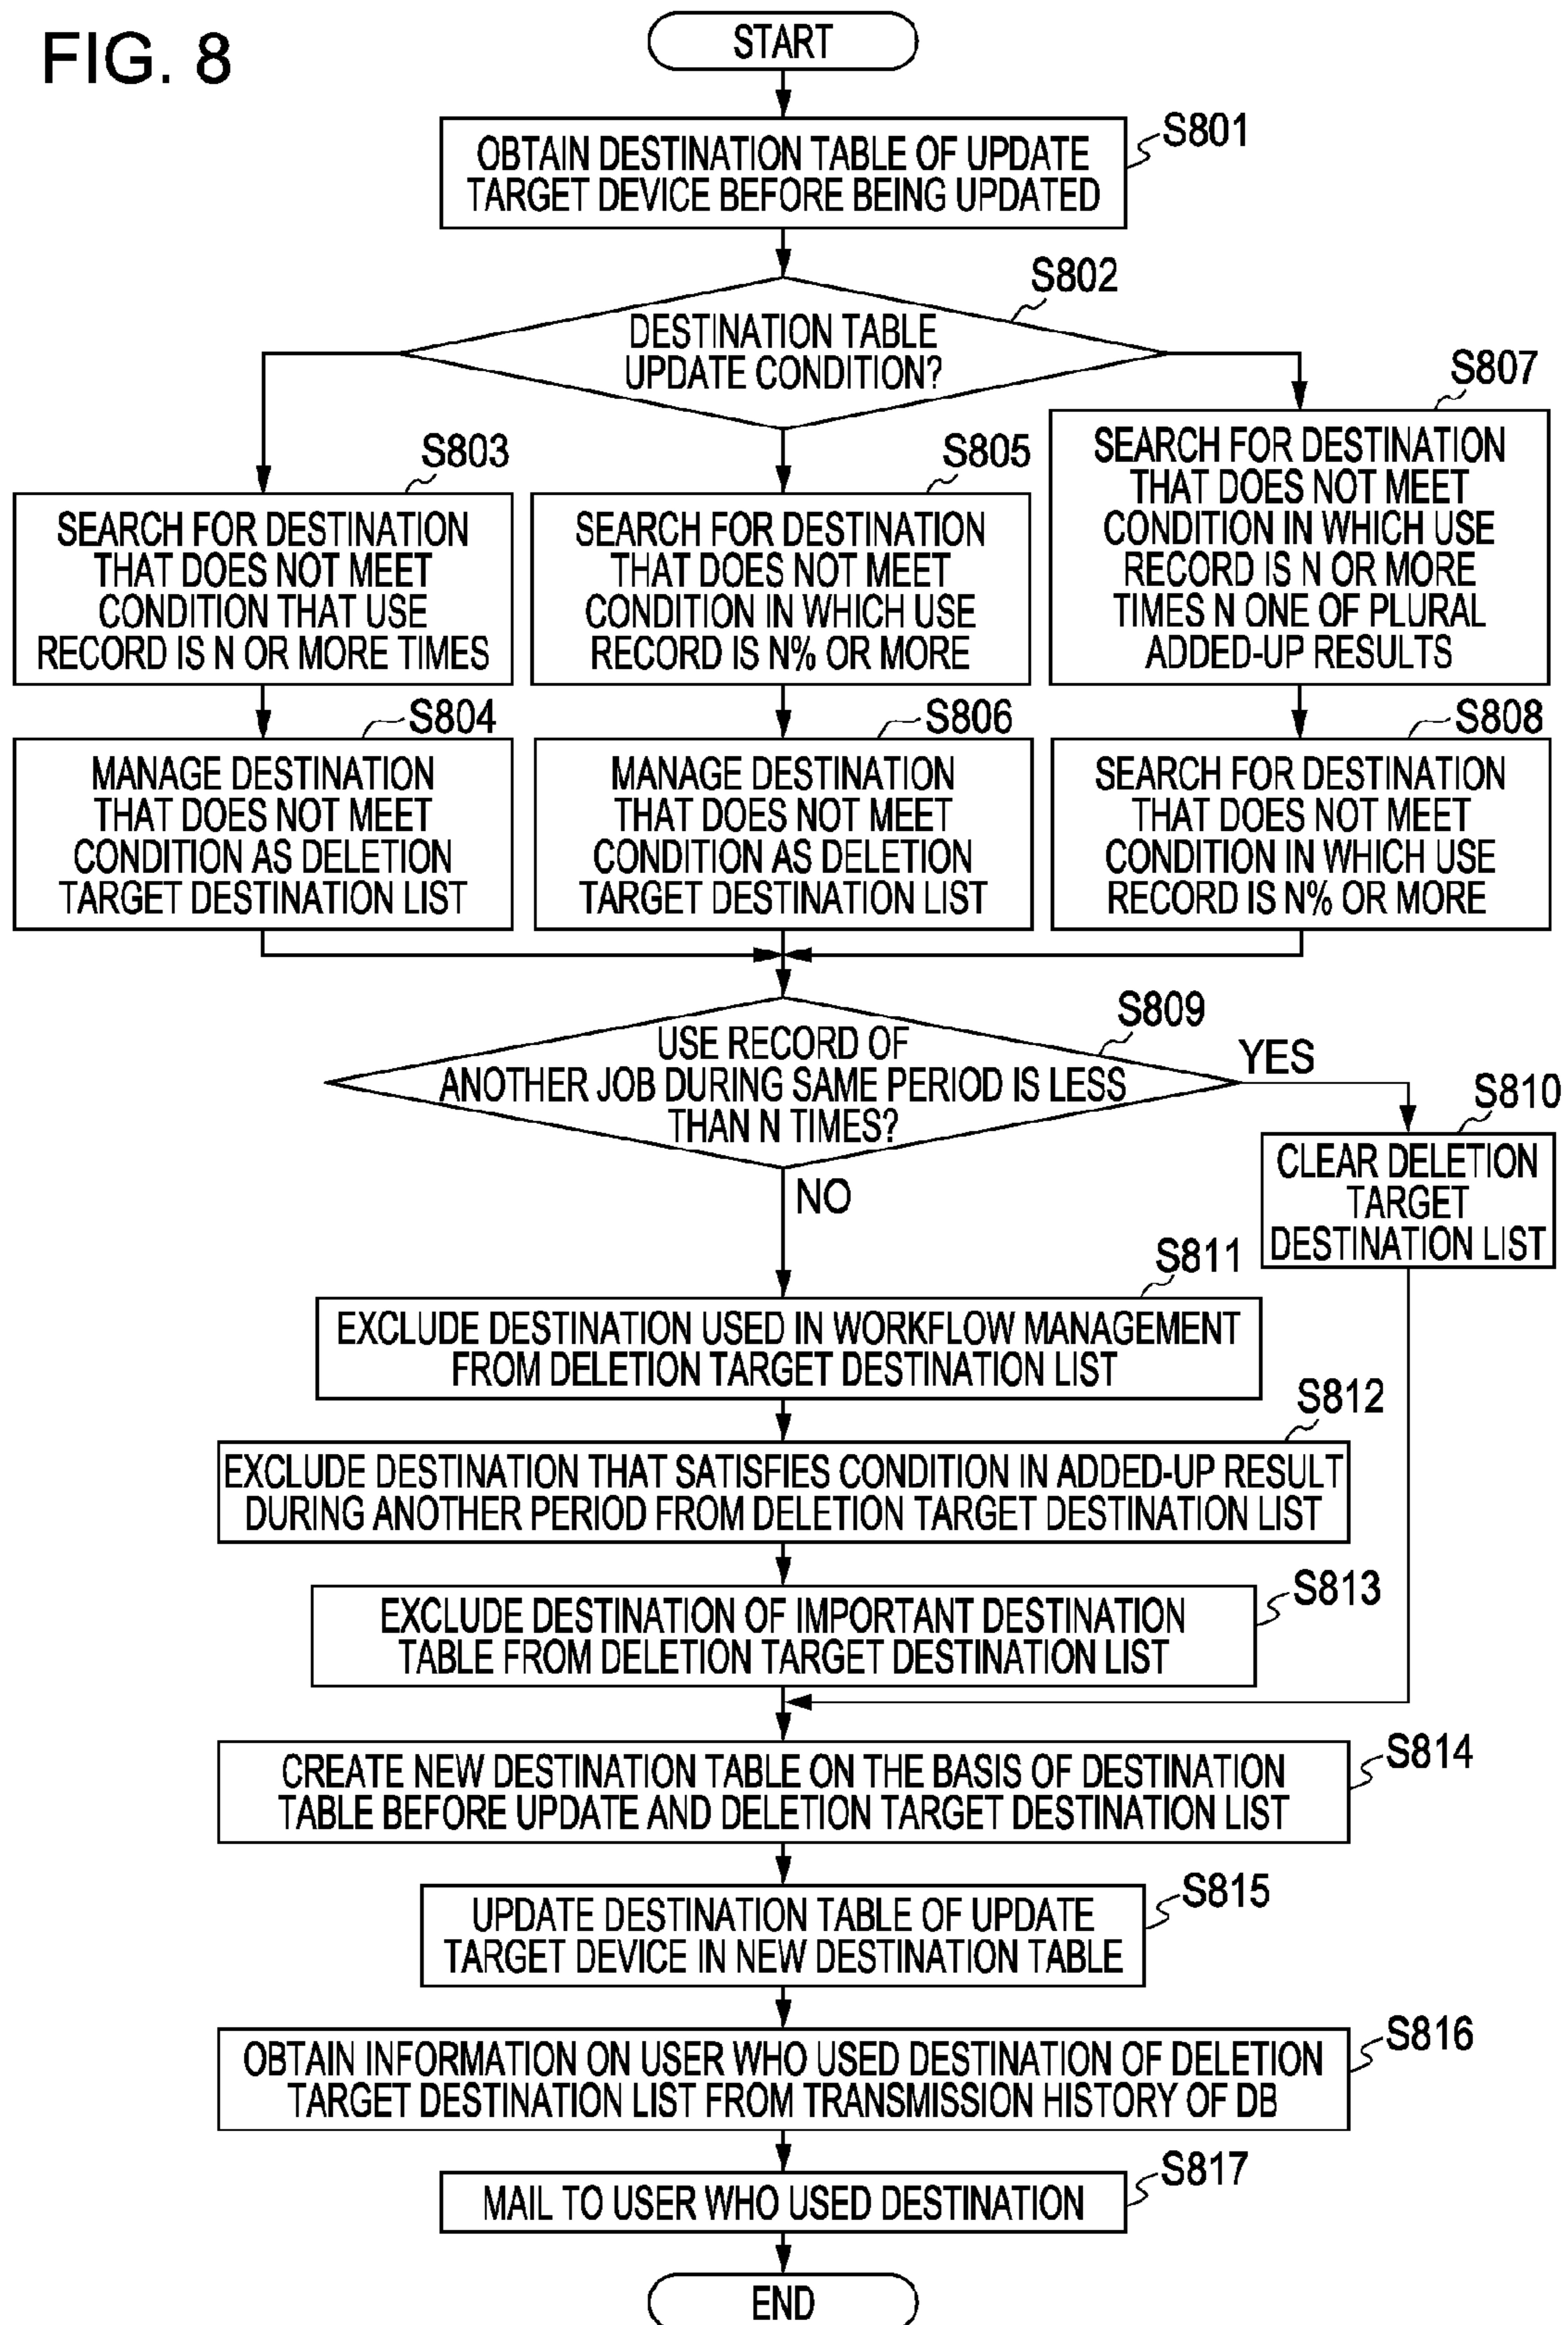 FIG. 8
START
S801
OBTAIN DESTINATION TABLE OF UPDATE
TARGET DEVICE BEFORE BEING UPDATED
S802
DESTINATION TABLE
UPDATE CONDITION?
S803
SEARCH FOR DESTINATION
THAT DOES NOT MEET
CONDITION THAT USE
RECORD IS N OR MORE TIMES
S805
SEARCH FOR DESTINATION
THAT DOES NOT MEET
CONDITION IN WHICH USE
RECORD IS N% OR MORE
S807
SEARCH FOR DESTINATION
THAT DOES NOT MEET
CONDITION IN WHICH USE
RECORD IS N OR MORE
TIMES N ONE OF PLURAL
ADDED-UP RESULTS
S804
MANAGE DESTINATION
THAT DOES NOT MEET
CONDITION AS DELETION
TARGET DESTINATION LIST
S806
MANAGE DESTINATION
THAT DOES NOT MEET
CONDITION AS DELETION
TARGET DESTINATION LIST
S808
SEARCH FOR DESTINATION
THAT DOES NOT MEET
CONDITION IN WHICH USE
RECORD IS N% OR MORE
S809
USE RECORD OF
ANOTHER JOB DURING SAME PERIOD IS LESS
THAN N TIMES?
YES
NO
S810
CLEAR DELETION
TARGET
DESTINATION LIST
S811
EXCLUDE DESTINATION USED IN WORKFLOW MANAGEMENT
FROM DELETION TARGET DESTINATION LIST
S812
EXCLUDE DESTINATION THAT SATISFIES CONDITION IN ADDED-UP RESULT
DURING ANOTHER PERIOD FROM DELETION TARGET DESTINATION LIST
S813
EXCLUDE DESTINATION OF IMPORTANT DESTINATION
TABLE FROM DELETION TARGET DESTINATION LIST
S814
CREATE NEW DESTINATION TABLE ON THE BASIS OF DESTINATION
TABLE BEFORE UPDATE AND DELETION TARGET DESTINATION LIST
S815
UPDATE DESTINATION TABLE OF UPDATE
TARGET DEVICE IN NEW DESTINATION TABLE
S816
OBTAIN INFORMATION ON USER WHO USED DESTINATION OF DELETION
TARGET DESTINATION LIST FROM TRANSMISSION HISTORY OF DB
S817
MAIL TO USER WHO USED DESTINATION
END